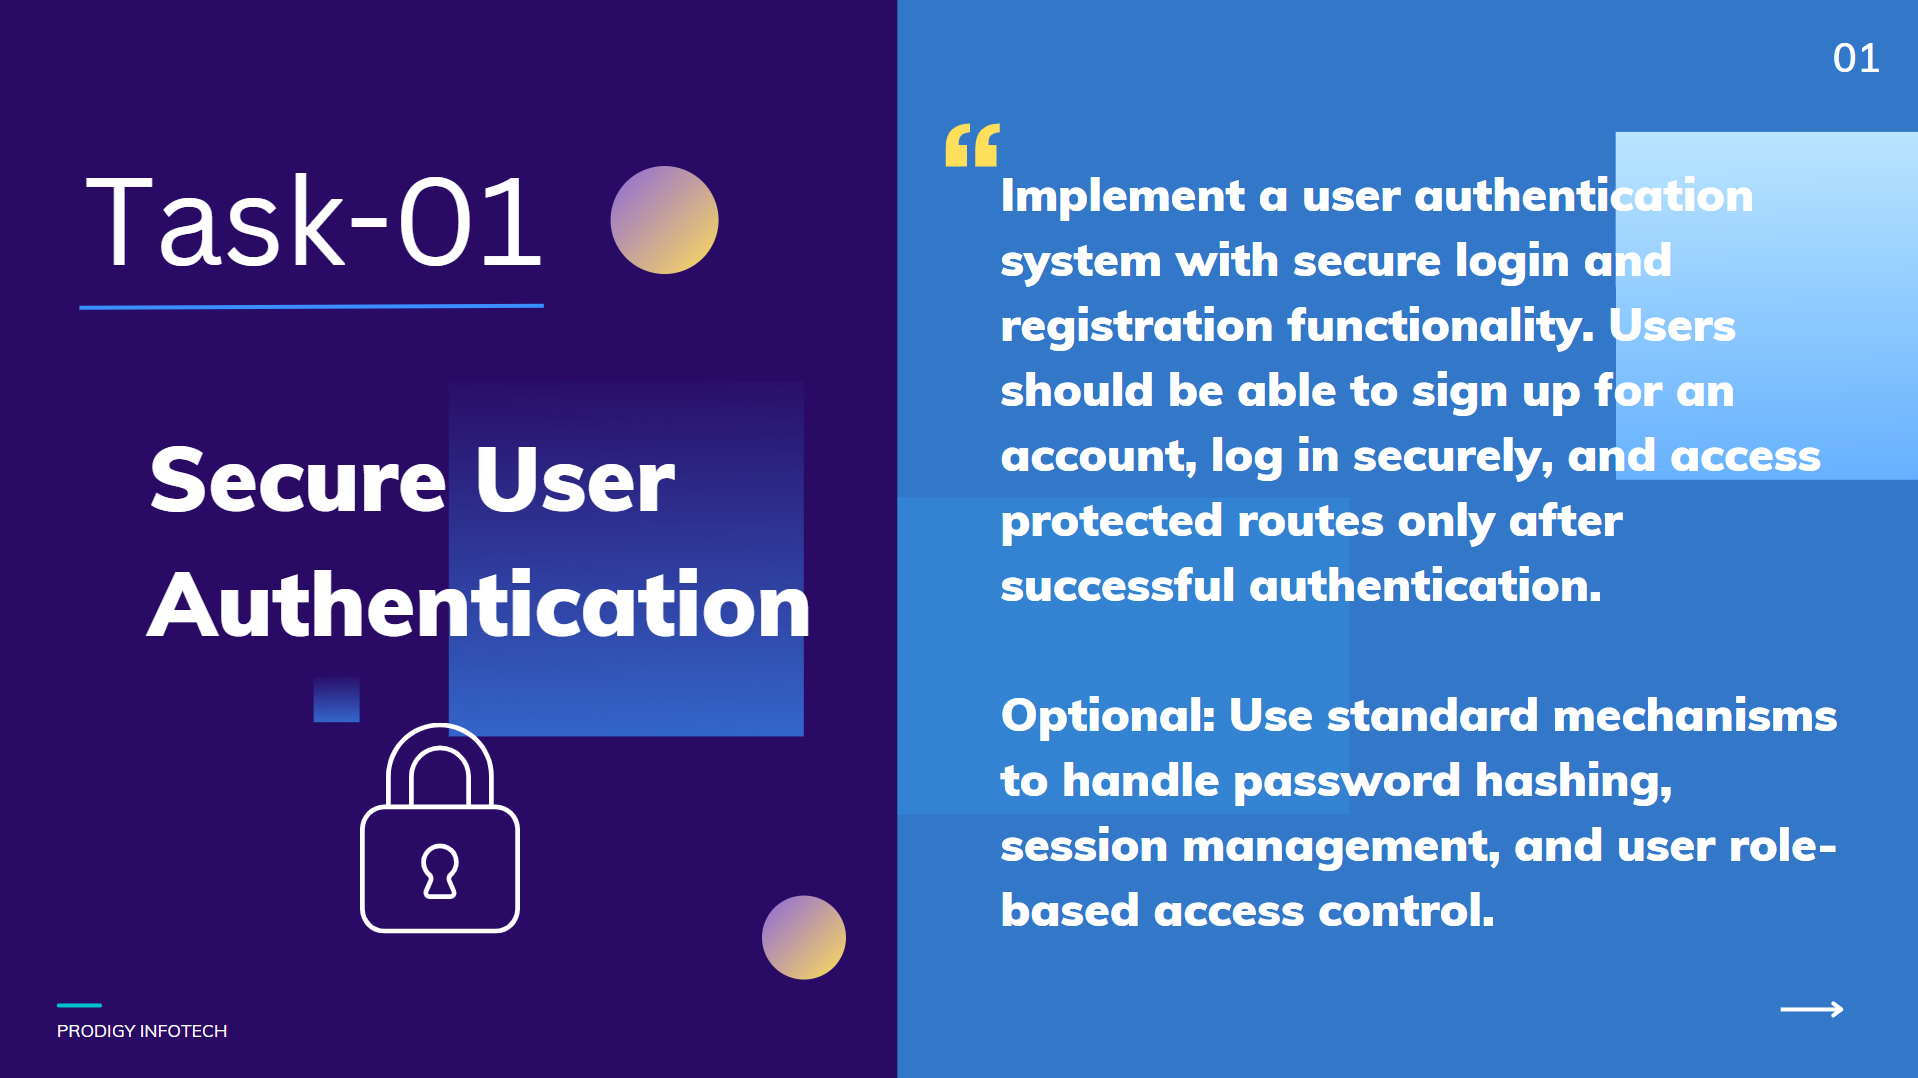 Task-01
Secure User
Authentication
PRODIGY INFOTECH
01
“
Implement a user authentication
system with secure login and
registration functionality. Users
should be able to sign up for an
account, log in securely, and access
protected routes only after
successful authentication.
Optional: Use standard mechanisms
to handle password hashing,
session management, and user role-
based access control.